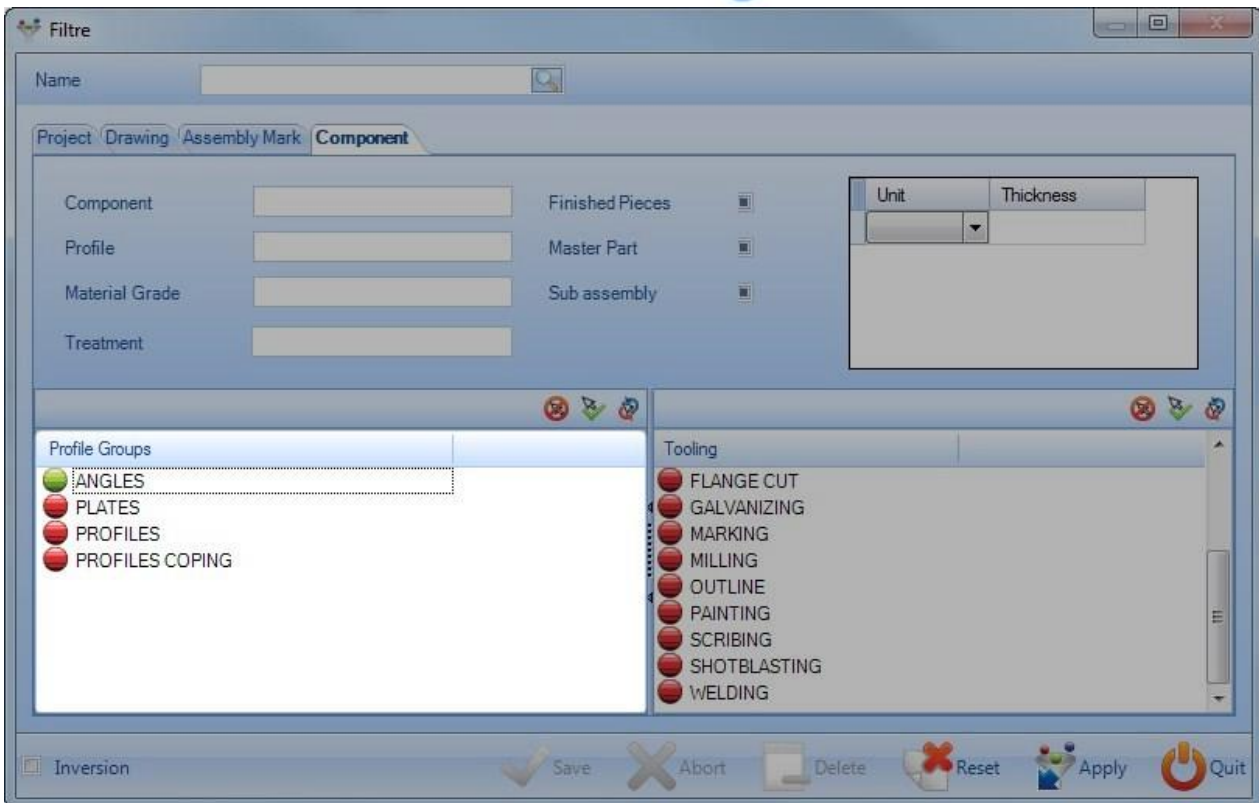 Filtre
Name
Project Drawing Assembly Mark Component
Component Finished Pieces Unit Thickness
Profile Master Part
Material Grade Sub assembly
Treatment
Profile Groups
ANGLES
PLATES
PROFILES
PROFILES COPING
Tooling
FLANGE CUT
GALVANIZING
MARKING
MILLING
OUTLINE
PAINTING
SCRIBING
SHOTBLASTING
WELDING
Inversion Save Abort Delete Reset Apply Quit